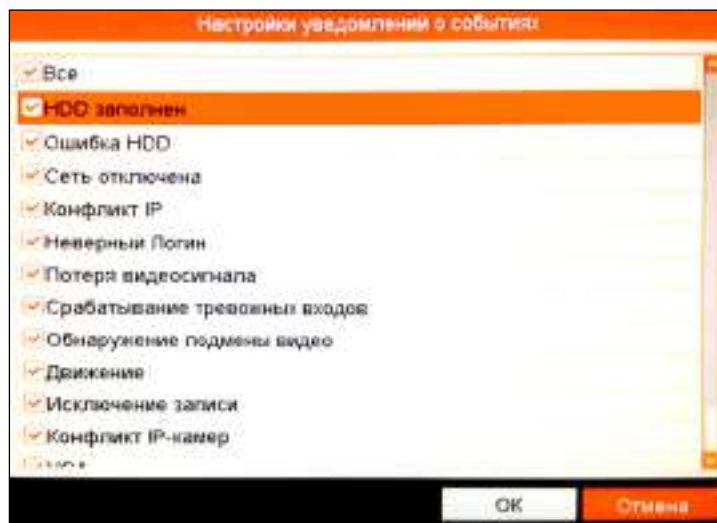 Настройки уведомлений о событиях
Все
HDD заполнен
Ошибка HDD
Сеть отключена
Конфликт IP
Неверный Логин
Потеря видеосигнала
Срабатывание тревожных входов
Обнаружение подмены видео
Движение
Исключение записи
Конфликт IP-камер
ОК
Отмена